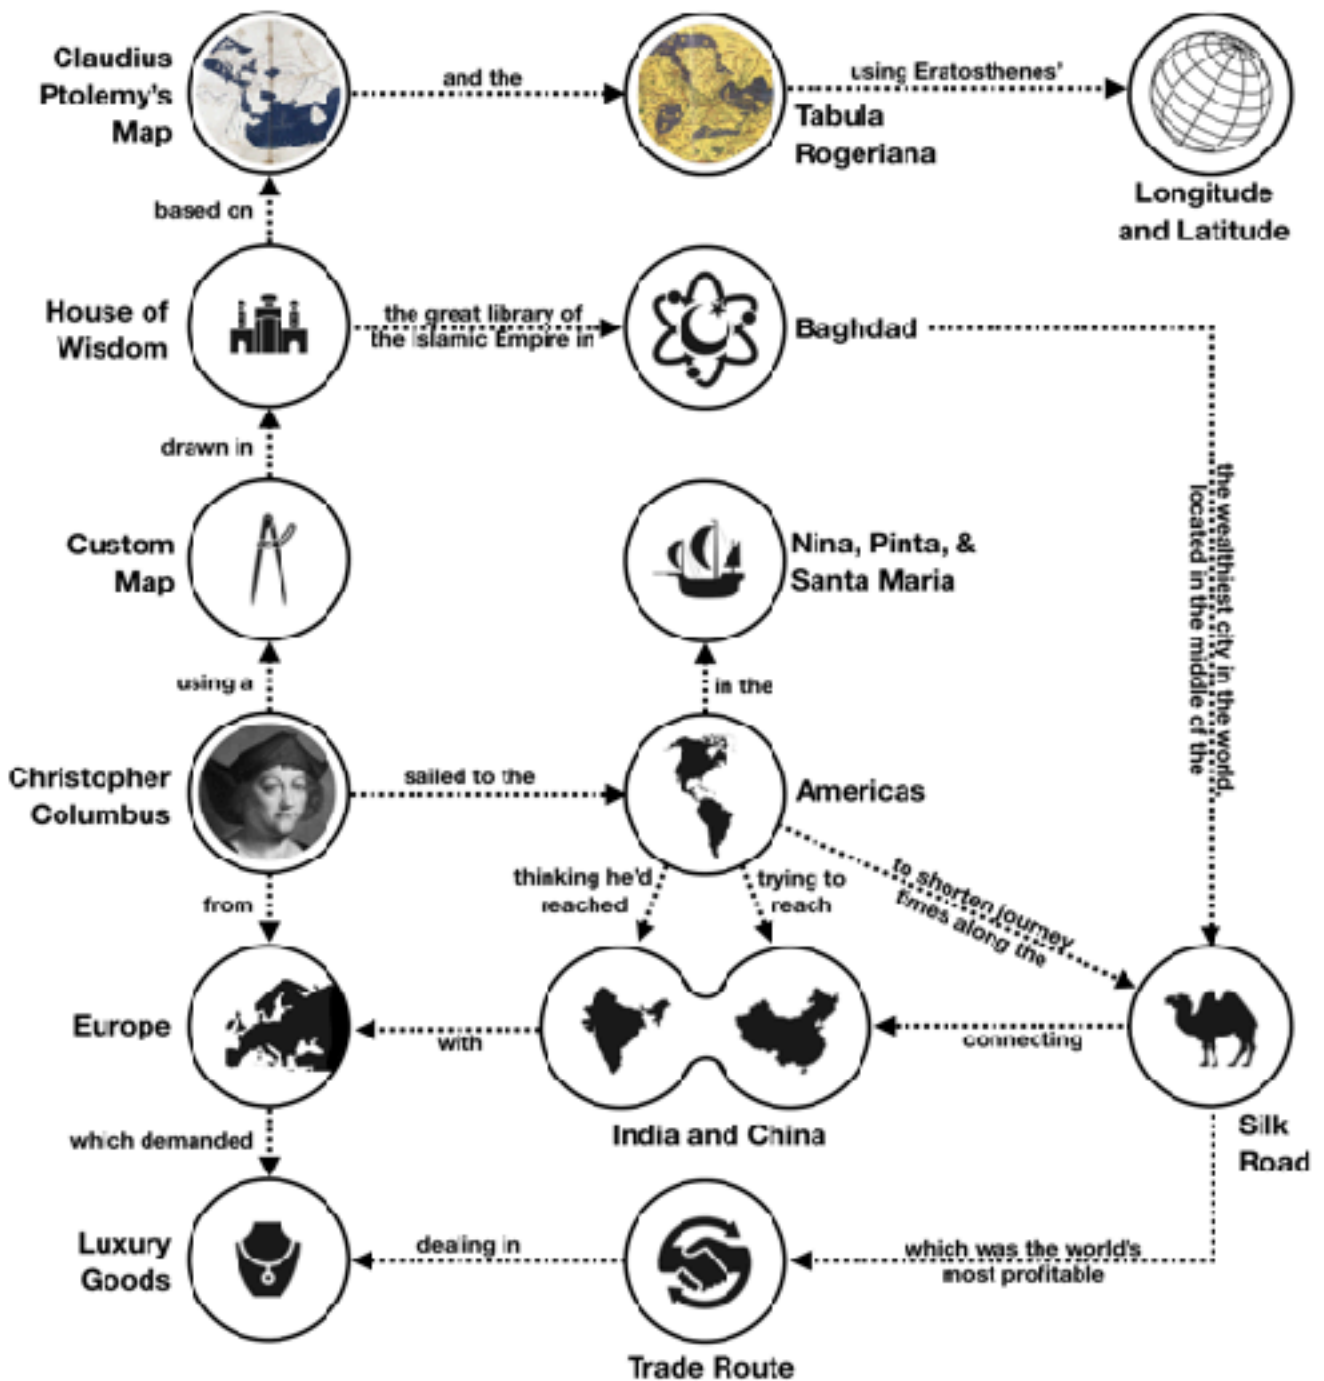 Claudius
Ptolemy's
Map
and the
using Eratosthenes'
Tabula
Rogeriana
Longitude
and Latitude
based on
House of
Wisdom
the great library of
the Islamic Empire in
Baghdad
drawn in
the wealthiest city in the world,
located in the middle of the
Custom
Map
Nina, Pinta, &
Santa Maria
using a
in the
Christopher
Columbus
sailed to the
Americas
thinking he'd
reached
trying to
reach
to shorten journey
times along the
from
Europe
with
connecting
India and China
Silk
Road
which demanded
Luxury
Goods
dealing in
which was the world's
most profitable
Trade Route